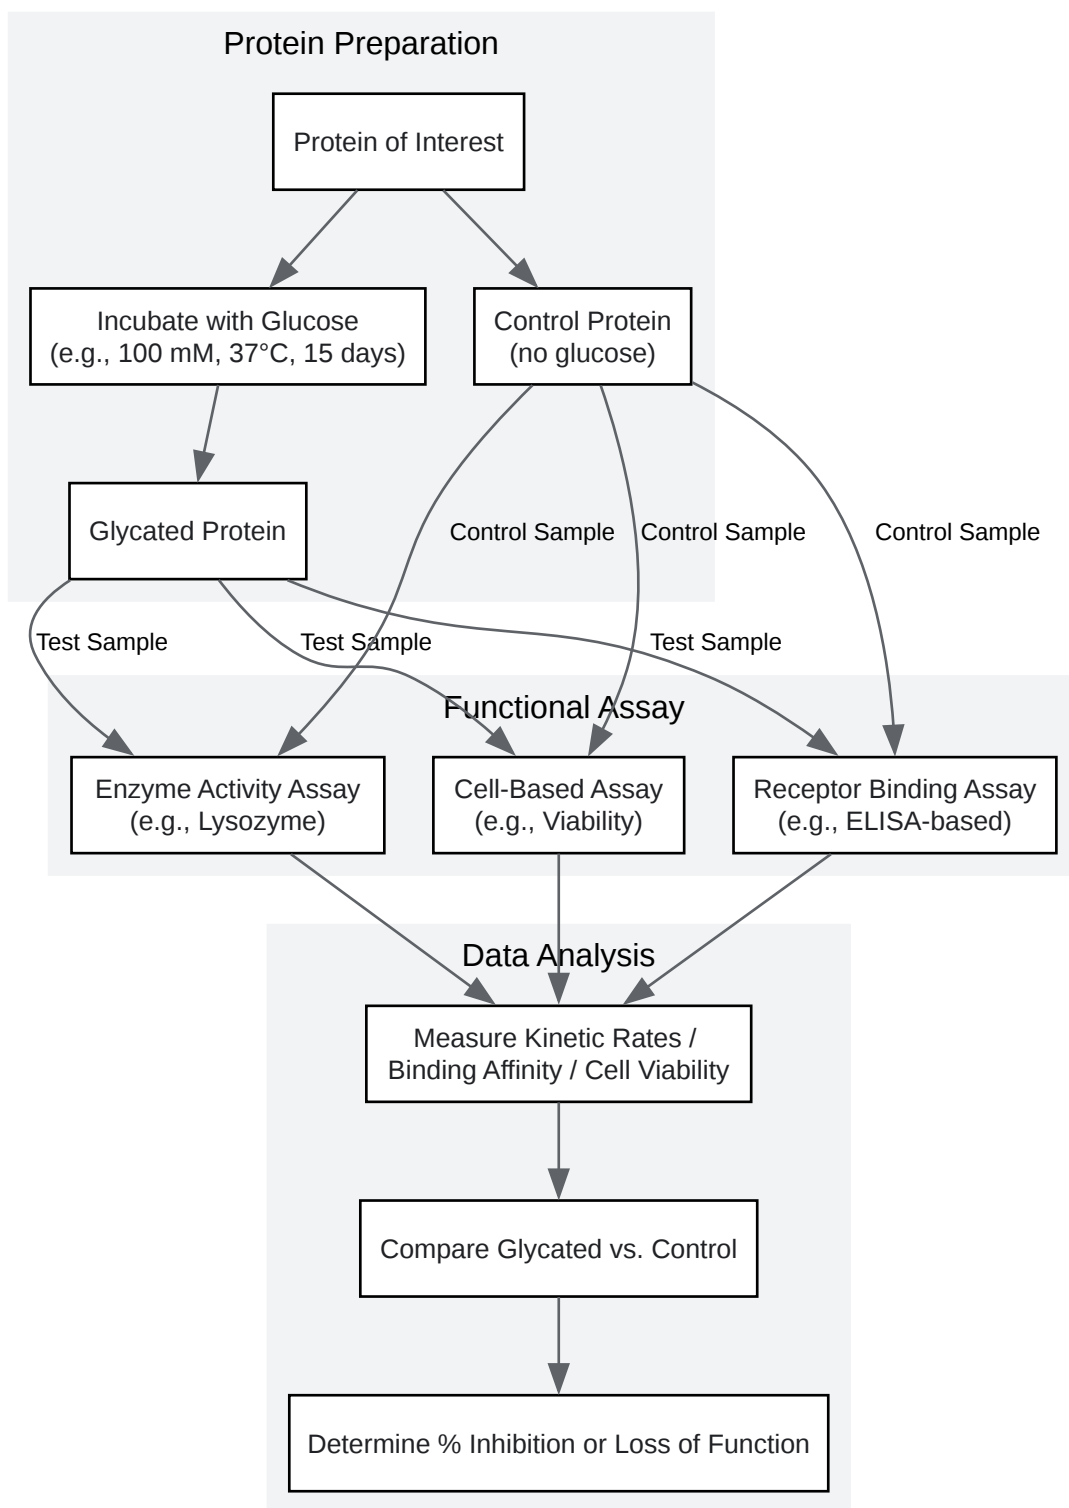 Protein Preparation
Protein of Interest
Incubate with Glucose
(e.g., 100 mM, 37°C, 15 days)
Control Protein
(no glucose)
Glycated Protein
Control Sample
Control Sample
Control Sample
Test Sample
Test Sample
Test Sample
Functional Assay
Enzyme Activity Assay
(e.g., Lysozyme)
Cell-Based Assay
(e.g., Viability)
Receptor Binding Assay
(e.g., ELISA-based)
Data Analysis
Measure Kinetic Rates /
Binding Affinity / Cell Viability
Compare Glycated vs. Control
Determine % Inhibition or Loss of Function